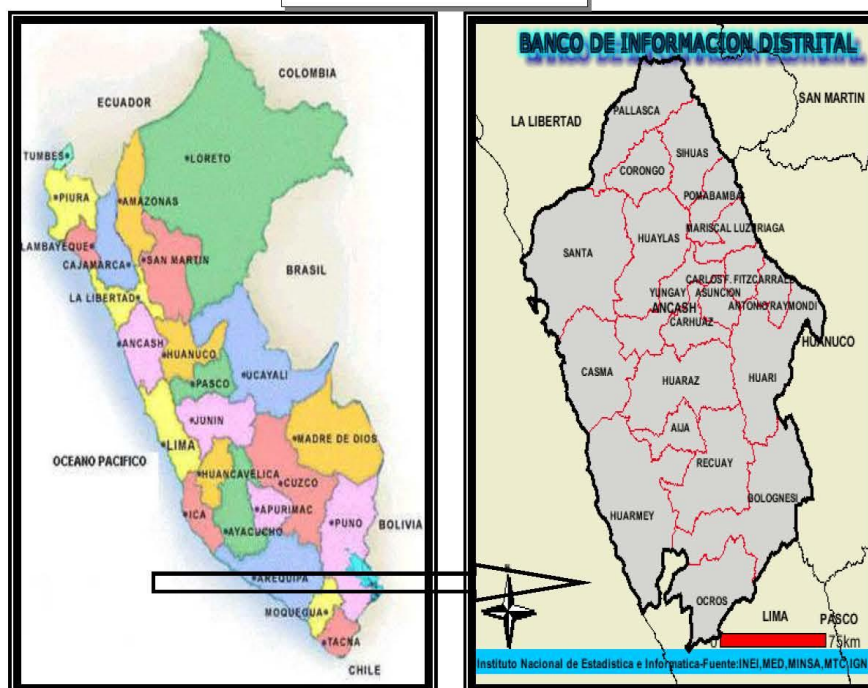 COLOMBIA
ECUADOR
TUMBES
LORETO
PIURA
AMAZONAS
LAMBAYEQUE
SAN MARTIN
CAJAMARCA
BRASIL
LA LIBERTAD
ANCASH
HUANUCO
UCAYALI
PASCO
JUNIN
LIMA
MADRE DE DIOS
OCEANO PACIFICO
HUANCAVELICA
CUZCO
ICA
APURIMAC
PUNO
AYACUCHO
BOLIVIA
AREQUIPA
MOQUEGUA
TACNA
CHILE
BANCO DE INFORMACION DISTRITAL
SAN MARTIN
PALLASCA
LA LIBERTAD
SIHUAS
CORONGO
POMABAMBA
MARISCAL LUZURIAGA
HUAYLAS
SANTA
CARLOS F. FITZCARRALD
YUNGAY
ASUNCION
ANCASH
ANTONIO RAYMONDI
CARHUAZ
HUANUCO
CASMA
HUARAZ
HUARI
AIJA
RECUAY
BOLOGNESI
HUARMEY
OCROS
LIMA
PASCO
0 75km
Instituto Nacional de Estadistica e Informatica-Fuente:INEI,MED,MINSA,MTC,IGN